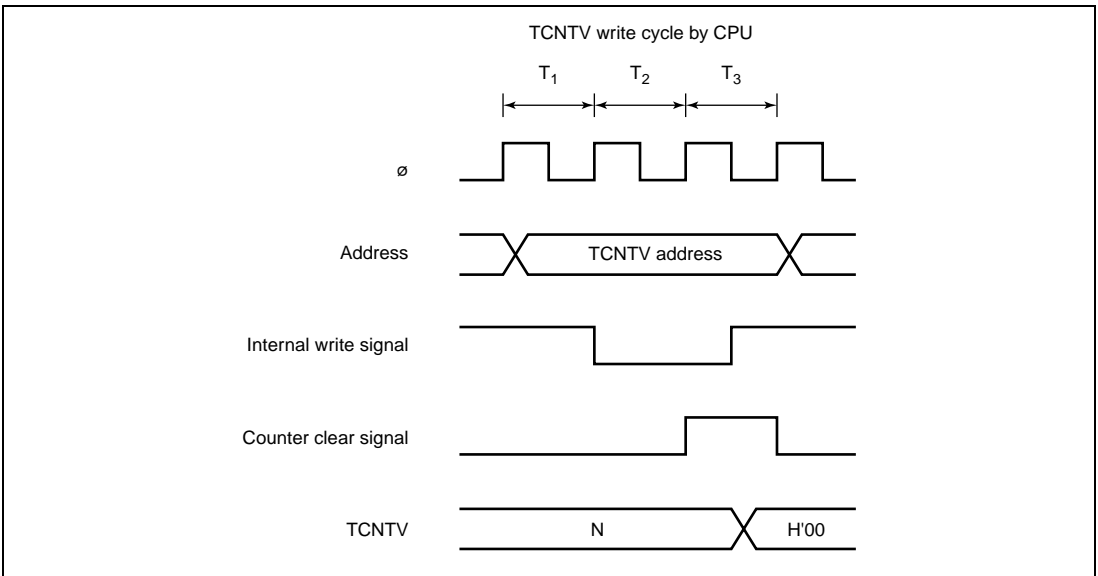 TCNTV write cycle by CPU
T1 T2 T3
ø
Address TCNTV address
Internal write signal
Counter clear signal
TCNTV N H'00